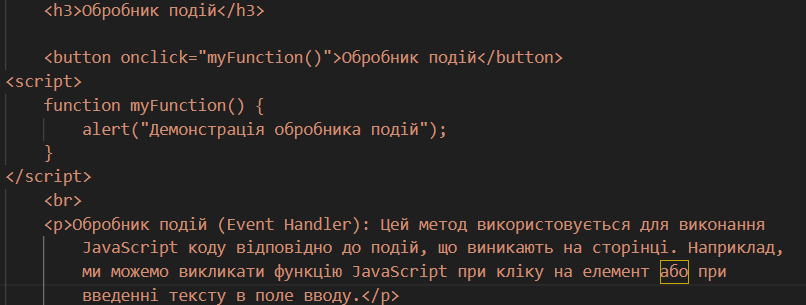 <h3>Обробник подій</h3>
<button onclick="myFunction()">Обробник подій</button>
<script>
function myFunction() {
alert("Демонстрація обробника подій");
}
</script>
<br>
<p>Обробник подій (Event Handler): Цей метод використовується для виконання
JavaScript коду відповідно до подій, що виникають на сторінці. Наприклад,
ми можемо викликати функцію JavaScript при кліку на елемент або при
введенні тексту в поле вводу.</p>